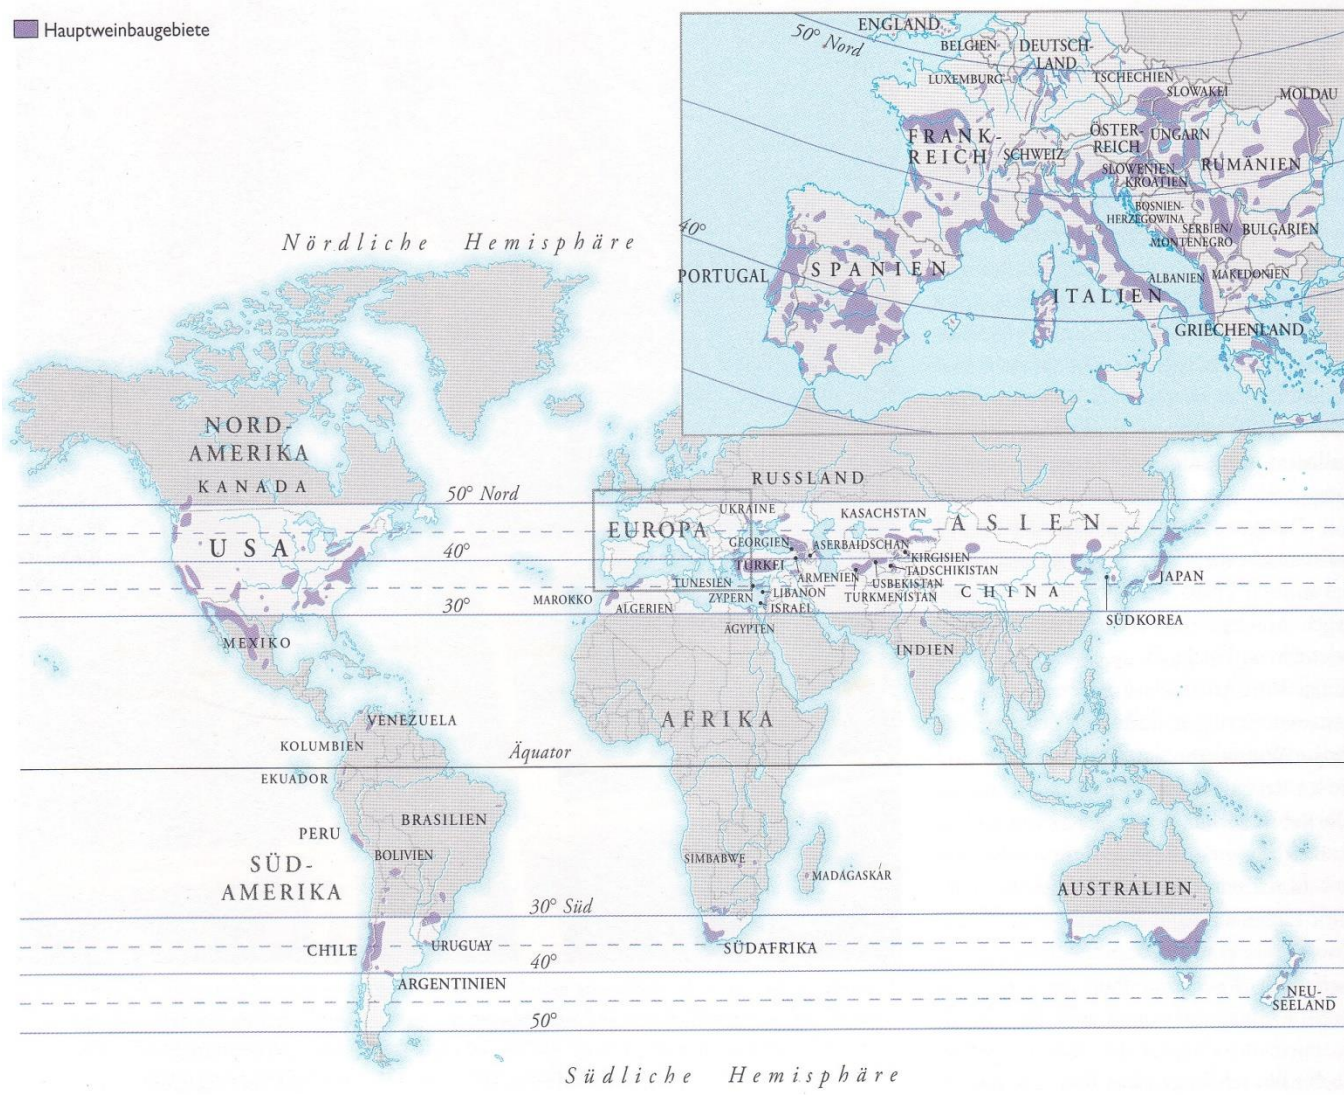 Hauptweinbaugebiete
ENGLAND
50° Nord
BELGIEN
DEUTSCH-
LAND
LUXEMBURG
TSCHECHIEN
SLOWAKEI
MOLDAU
FRANK-
REICH
SCHWEIZ
ÖSTER-
REICH
UNGARN
RUMÄNIEN
SLOWENIEN
KROATIEN
BOSNIEN-
HERZEGOWINA
SERBIEN/
MONTENEGRO
BULGARIEN
40°
PORTUGAL
SPANIEN
ITALIEN
ALBANIEN
MAKEDONIEN
GRIECHENLAND
Nördliche Hemisphäre
NORD-
AMERIKA
KANADA
50° Nord
USA
40°
30°
MEXIKO
RUSSLAND
UKRAINE
KASACHSTAN
EUROPA
ASIEN
GEORGIEN
ASERBAIDSCHAN
TÜRKEI
KIRGISIEN
TADSCHIKISTAN
ARMENIEN
USBEKISTAN
TURKMENISTAN
TUNESIEN
ZYPERN
LIBANON
ISRAEL
CHINA
JAPAN
SÜDKOREA
MAROKKO
ALGERIEN
ÄGYPTEN
INDIEN
VENEZUELA
KOLUMBIEN
Äquator
EKUADOR
AFRIKA
PERU
BRASILIEN
BOLIVIEN
SÜD-
AMERIKA
SIMBABWE
MADAGASKAR
AUSTRALIEN
30° Süd
CHILE
URUGUAY
SÜDAFRIKA
40°
ARGENTINIEN
NEU-
SEELAND
50°
Südliche Hemisphäre